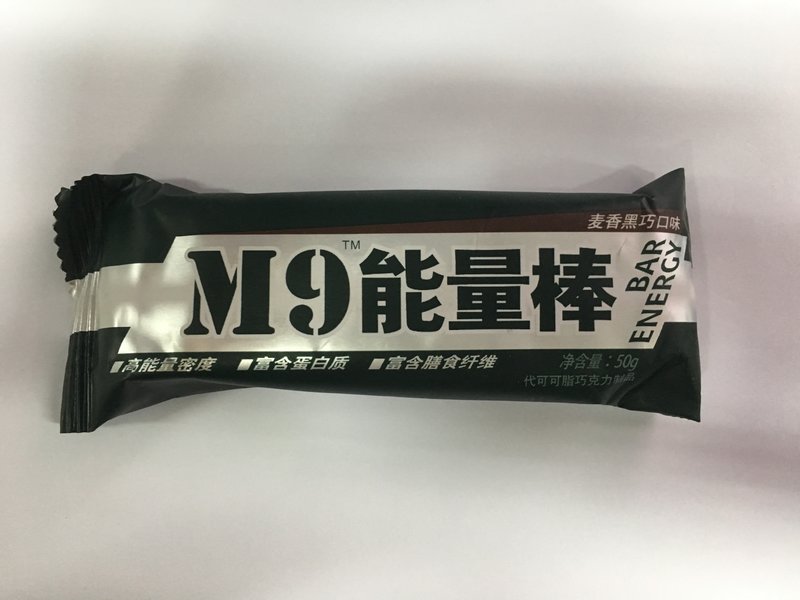 麦香黑巧口味
M9™能量棒
BAR
ENERGY
■高能量密度 ■富含蛋白质 ■富含膳食纤维
净含量：50g
代可可脂巧克力制品